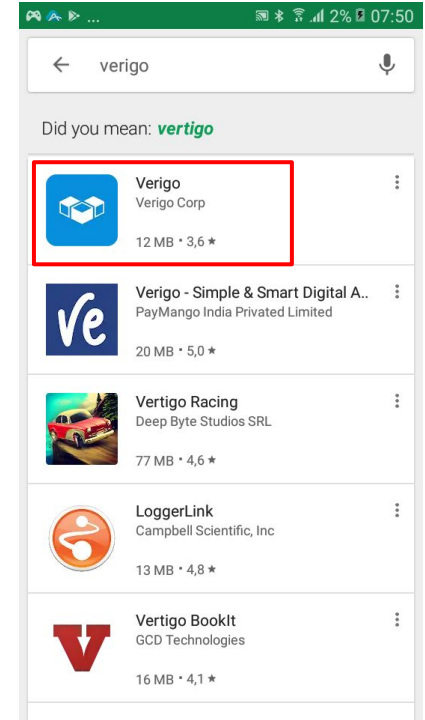 ... 2% 07:50
verigo
Did you mean: vertigo
Verigo
Verigo Corp
12 MB • 3,6 ★
Ve
Verigo - Simple & Smart Digital A..
PayMango India Privated Limited
20 MB • 5,0 ★
Vertigo Racing
Deep Byte Studios SRL
77 MB • 4,6 ★
LoggerLink
Campbell Scientific, Inc
13 MB • 4,8 ★
V
Vertigo BookIt
GCD Technologies
16 MB • 4,1 ★